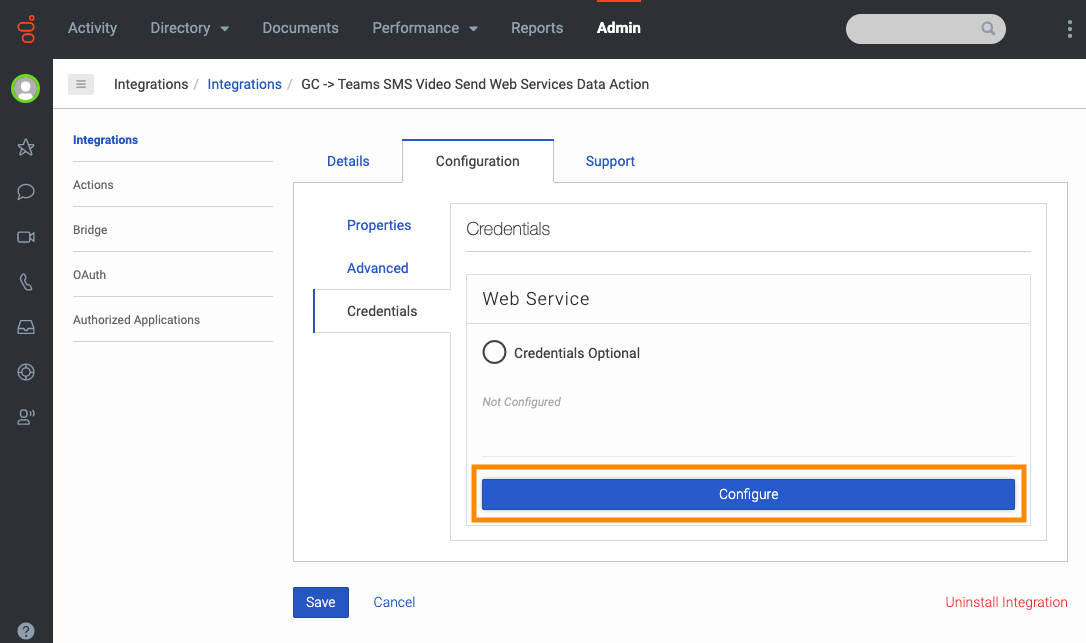 Activity Directory Documents Performance Reports Admin
Integrations / Integrations / GC -> Teams SMS Video Send Web Services Data Action
Integrations
Actions
Bridge
OAuth
Authorized Applications
Details Configuration Support
Properties
Advanced
Credentials
Credentials
Web Service
Credentials Optional
Not Configured
Configure
Save Cancel Uninstall Integration
?